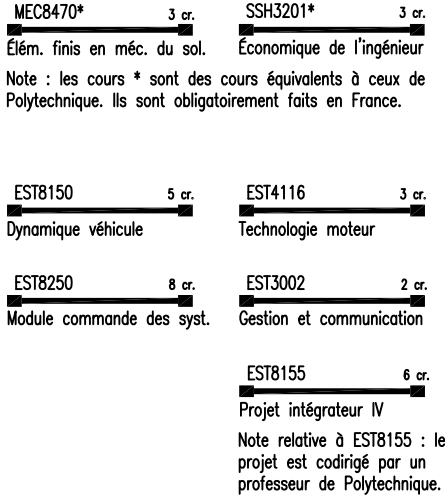 MEC8470* 3 cr. SSH3201* 3 cr.
Élém. finis en méc. du sol. Économique de l'ingénieur
Note : les cours * sont des cours équivalents à ceux de
Polytechnique. Ils sont obligatoirement faits en France.
EST8150 5 cr. EST4116 3 cr.
Dynamique véhicule Technologie moteur
EST8250 8 cr. EST3002 2 cr.
Module commande des syst. Gestion et communication
EST8155 6 cr.
Projet intégrateur IV
Note relative à EST8155 : le
projet est codirigé par un
professeur de Polytechnique.